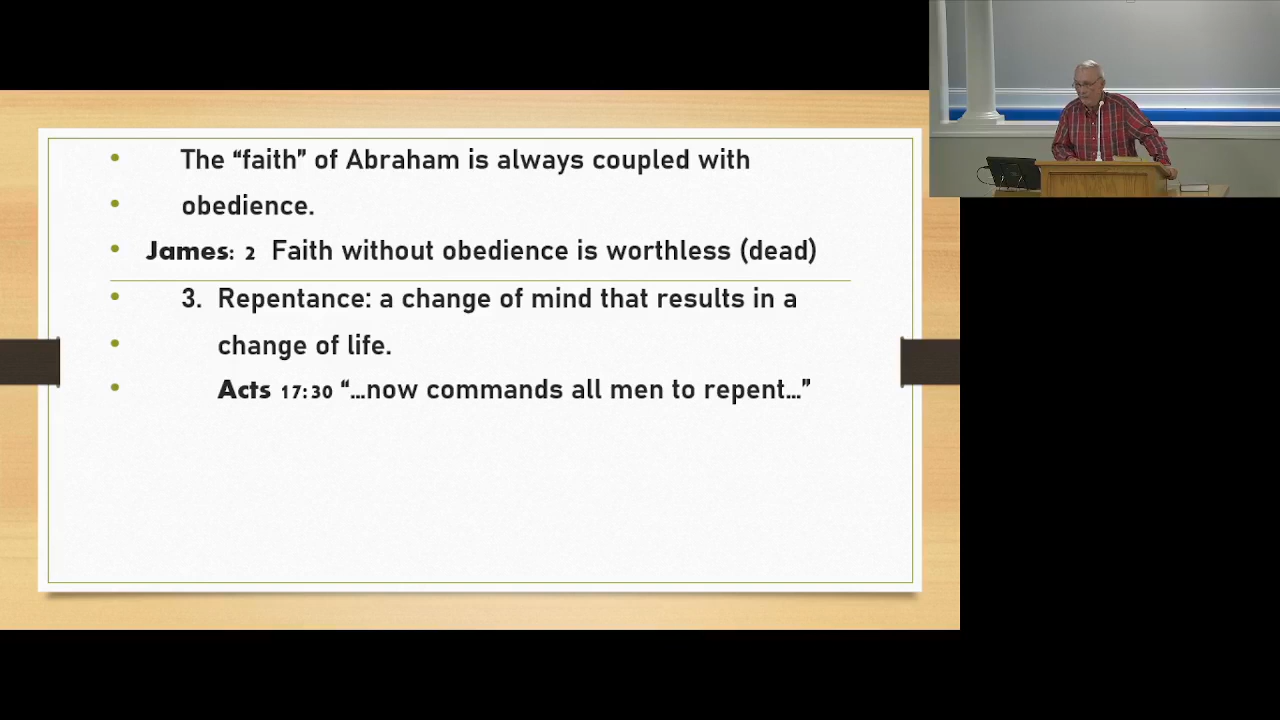 • The “faith” of Abraham is always coupled with
• obedience.
• James: 2 Faith without obedience is worthless (dead)
• 3. Repentance: a change of mind that results in a
• change of life.
• Acts 17:30 “...now commands all men to repent...”